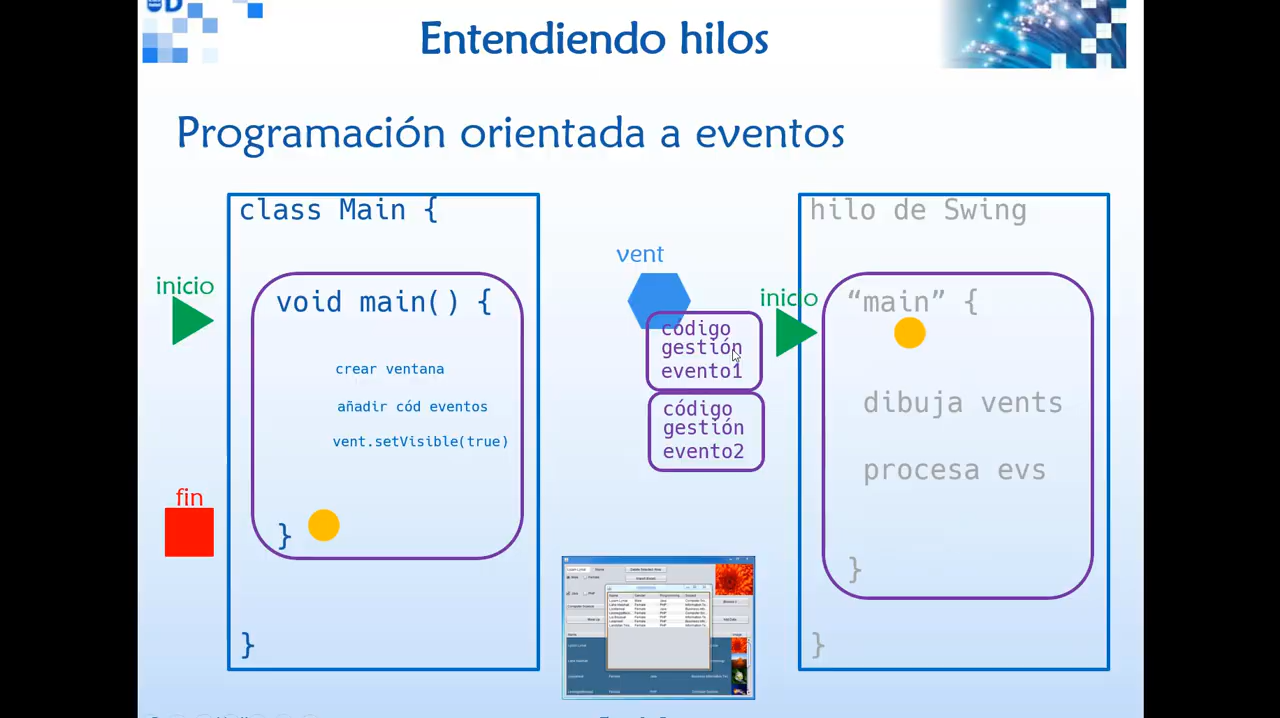 Entendiendo hilos
Programación orientada a eventos
class Main {
inicio
void main() {
crear ventana
añadir cód eventos
vent.setVisible(true)
fin
}
}
vent
código
gestión
evento1
código
gestión
evento2
hilo de Swing
inicio
“main” {
dibuja vents
procesa evs
}
}